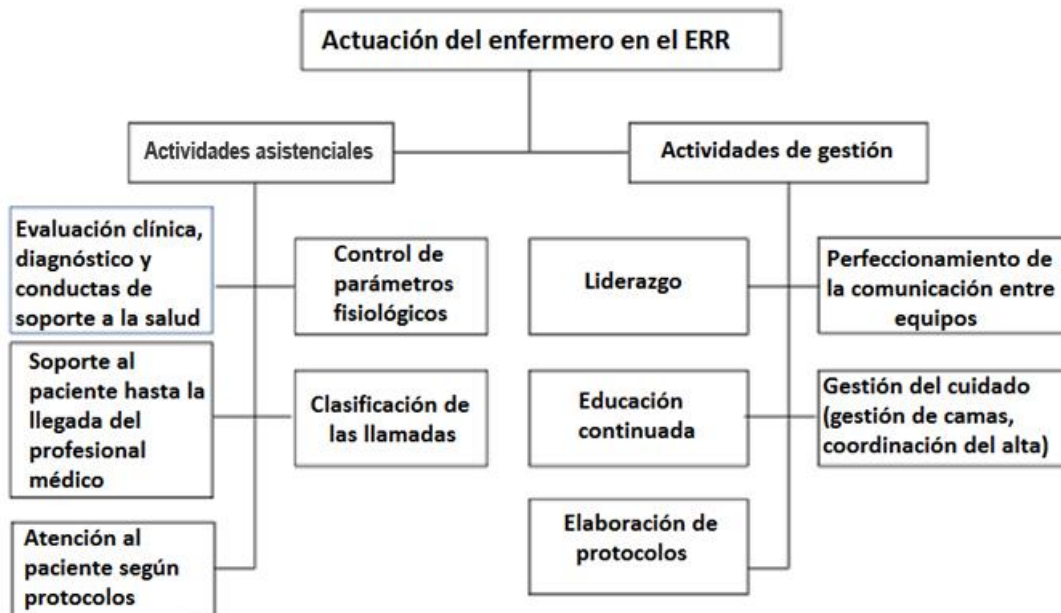 Actuación del enfermero en el ERR
Actividades asistenciales
Actividades de gestión
Evaluación clínica,
diagnóstico y
conductas de
soporte a la salud
Control de
parámetros
fisiológicos
Liderazgo
Perfeccionamiento de
la comunicación entre
equipos
Soporte al
paciente hasta la
llegada del
profesional
médico
Clasificación de
las llamadas
Educación
continuada
Gestión del cuidado
(gestión de camas,
coordinación del alta)
Atención al
paciente según
protocolos
Elaboración de
protocolos